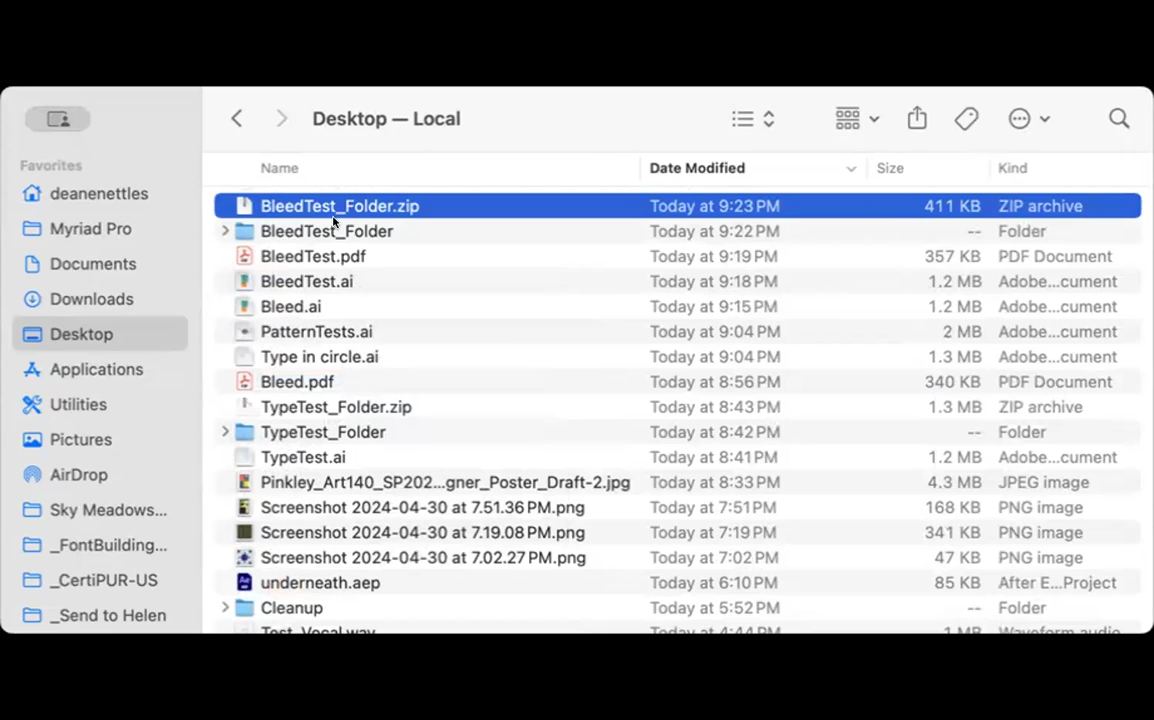 Desktop — Local
Favorites
deanenettles
Myriad Pro
Documents
Downloads
Desktop
Applications
Utilities
Pictures
AirDrop
Sky Meadows...
_FontBuilding...
_CertiPUR-US
_Send to Helen
Name Date Modified Size Kind
BleedTest_Folder.zip Today at 9:23 PM 411 KB ZIP archive
BleedTest_Folder Today at 9:22 PM -- Folder
BleedTest.pdf Today at 9:19 PM 357 KB PDF Document
BleedTest.ai Today at 9:18 PM 1.2 MB Adobe...cument
Bleed.ai Today at 9:15 PM 1.2 MB Adobe...cument
PatternTests.ai Today at 9:04 PM 2 MB Adobe...cument
Type in circle.ai Today at 9:04 PM 1.3 MB Adobe...cument
Bleed.pdf Today at 8:56 PM 340 KB PDF Document
TypeTest_Folder.zip Today at 8:43 PM 1.3 MB ZIP archive
TypeTest_Folder Today at 8:42 PM -- Folder
TypeTest.ai Today at 8:41 PM 1.2 MB Adobe...cument
Pinkley_Art140_SP202...gner_Poster_Draft-2.jpg Today at 8:33 PM 4.3 MB JPEG image
Screenshot 2024-04-30 at 7.51.36 PM.png Today at 7:51 PM 168 KB PNG image
Screenshot 2024-04-30 at 7.19.08 PM.png Today at 7:19 PM 341 KB PNG image
Screenshot 2024-04-30 at 7.02.27 PM.png Today at 7:02 PM 47 KB PNG image
underneath.aep Today at 6:10 PM 85 KB After E...Project
Cleanup Today at 5:52 PM -- Folder
Test_Vocal.wav Today at 4:44 PM 1 MB Waveform audio